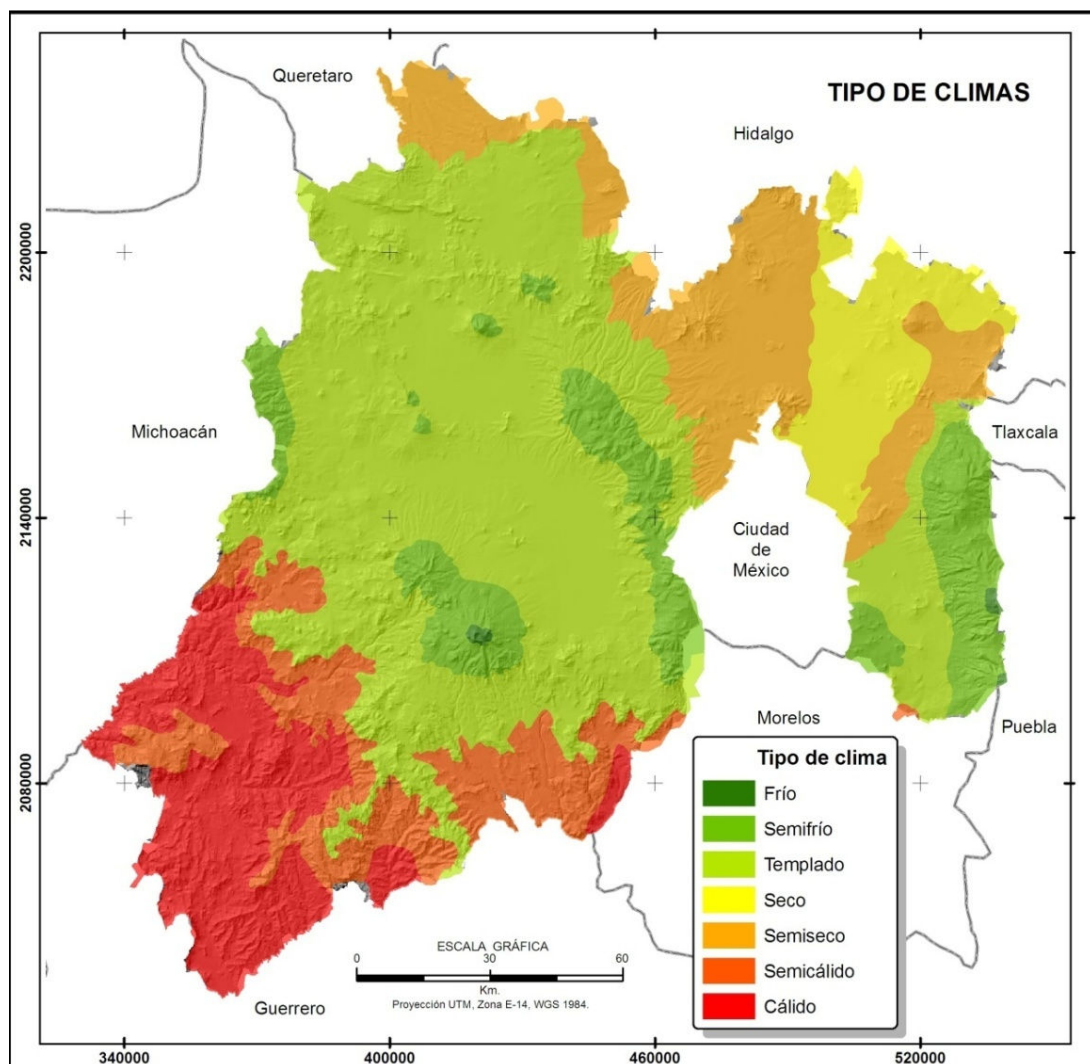 TIPO DE CLIMAS
Queretaro
Hidalgo
Michoacán
Tlaxcala
Ciudad
de
México
Morelos
Puebla
Guerrero
2200000
2140000
2080000
340000
400000
460000
520000
Tipo de clima
Frío
Semifrío
Templado
Seco
Semiseco
Semicálido
Cálido
ESCALA GRÁFICA
0 30 60
Km.
Proyección UTM, Zona E-14, WGS 1984.